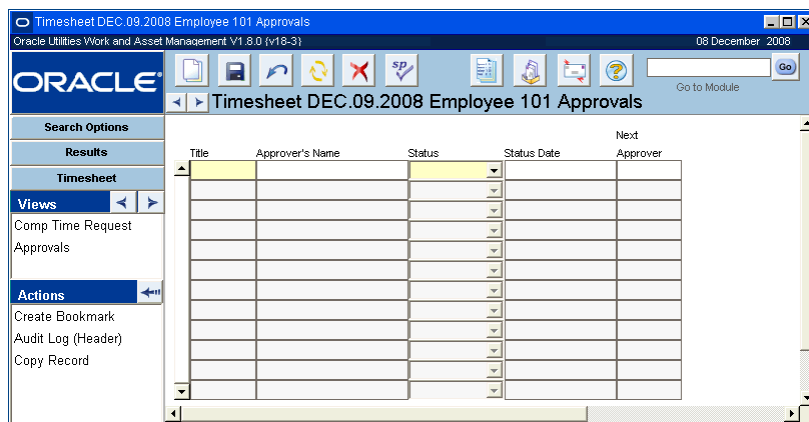 Timesheet DEC.09.2008 Employee 101 Approvals
Oracle Utilities Work and Asset Management V1.8.0 (v18-3)
08 December 2008
ORACLE
sp
Go
Go to Module
Timesheet DEC.09.2008 Employee 101 Approvals
Search Options
Results
Timesheet
Views
Comp Time Request
Approvals
Actions
Create Bookmark
Audit Log (Header)
Copy Record
Next
Title Approver's Name Status Status Date Approver